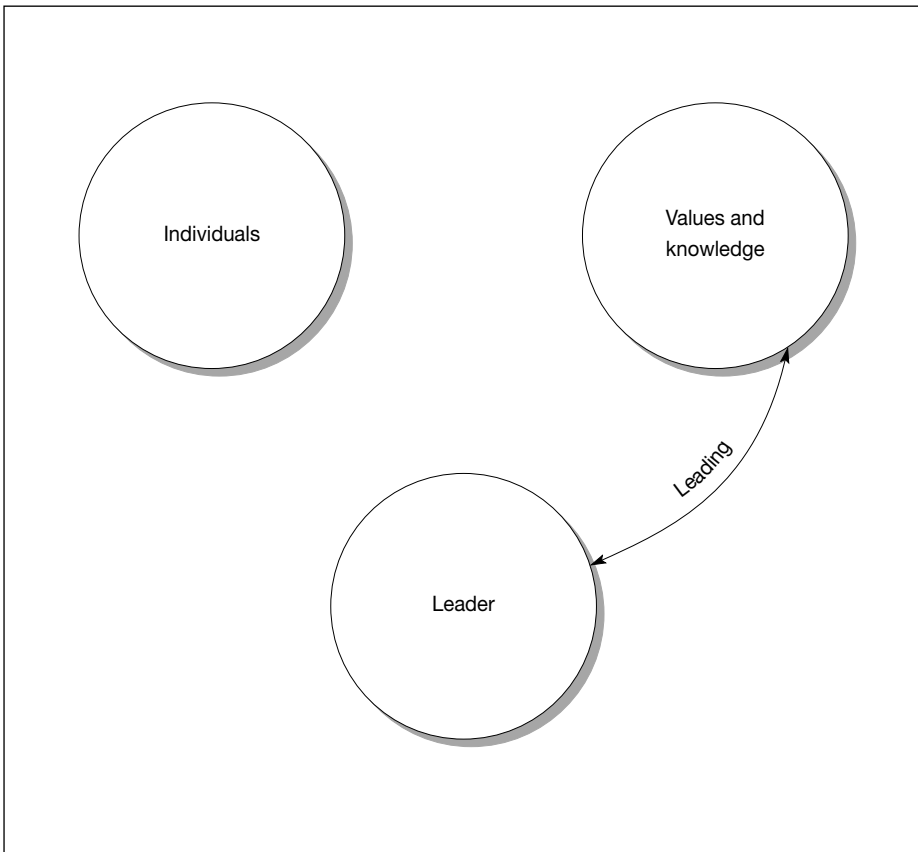 Individuals
Values and
knowledge
Leading
Leader